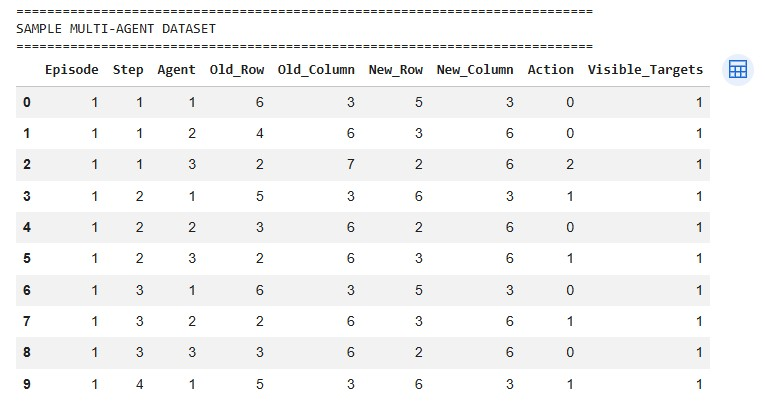 ==========================================================================
SAMPLE MULTI-AGENT DATASET
==========================================================================
Episode Step Agent Old_Row Old_Column New_Row New_Column Action Visible_Targets
0 1 1 1 6 3 5 3 0 1
1 1 1 2 4 6 3 6 0 1
2 1 1 3 2 7 2 6 2 1
3 1 2 1 5 3 6 3 1 1
4 1 2 2 3 6 2 6 0 1
5 1 2 3 2 6 3 6 1 1
6 1 3 1 6 3 5 3 0 1
7 1 3 2 2 6 3 6 1 1
8 1 3 3 3 6 2 6 0 1
9 1 4 1 5 3 6 3 1 1